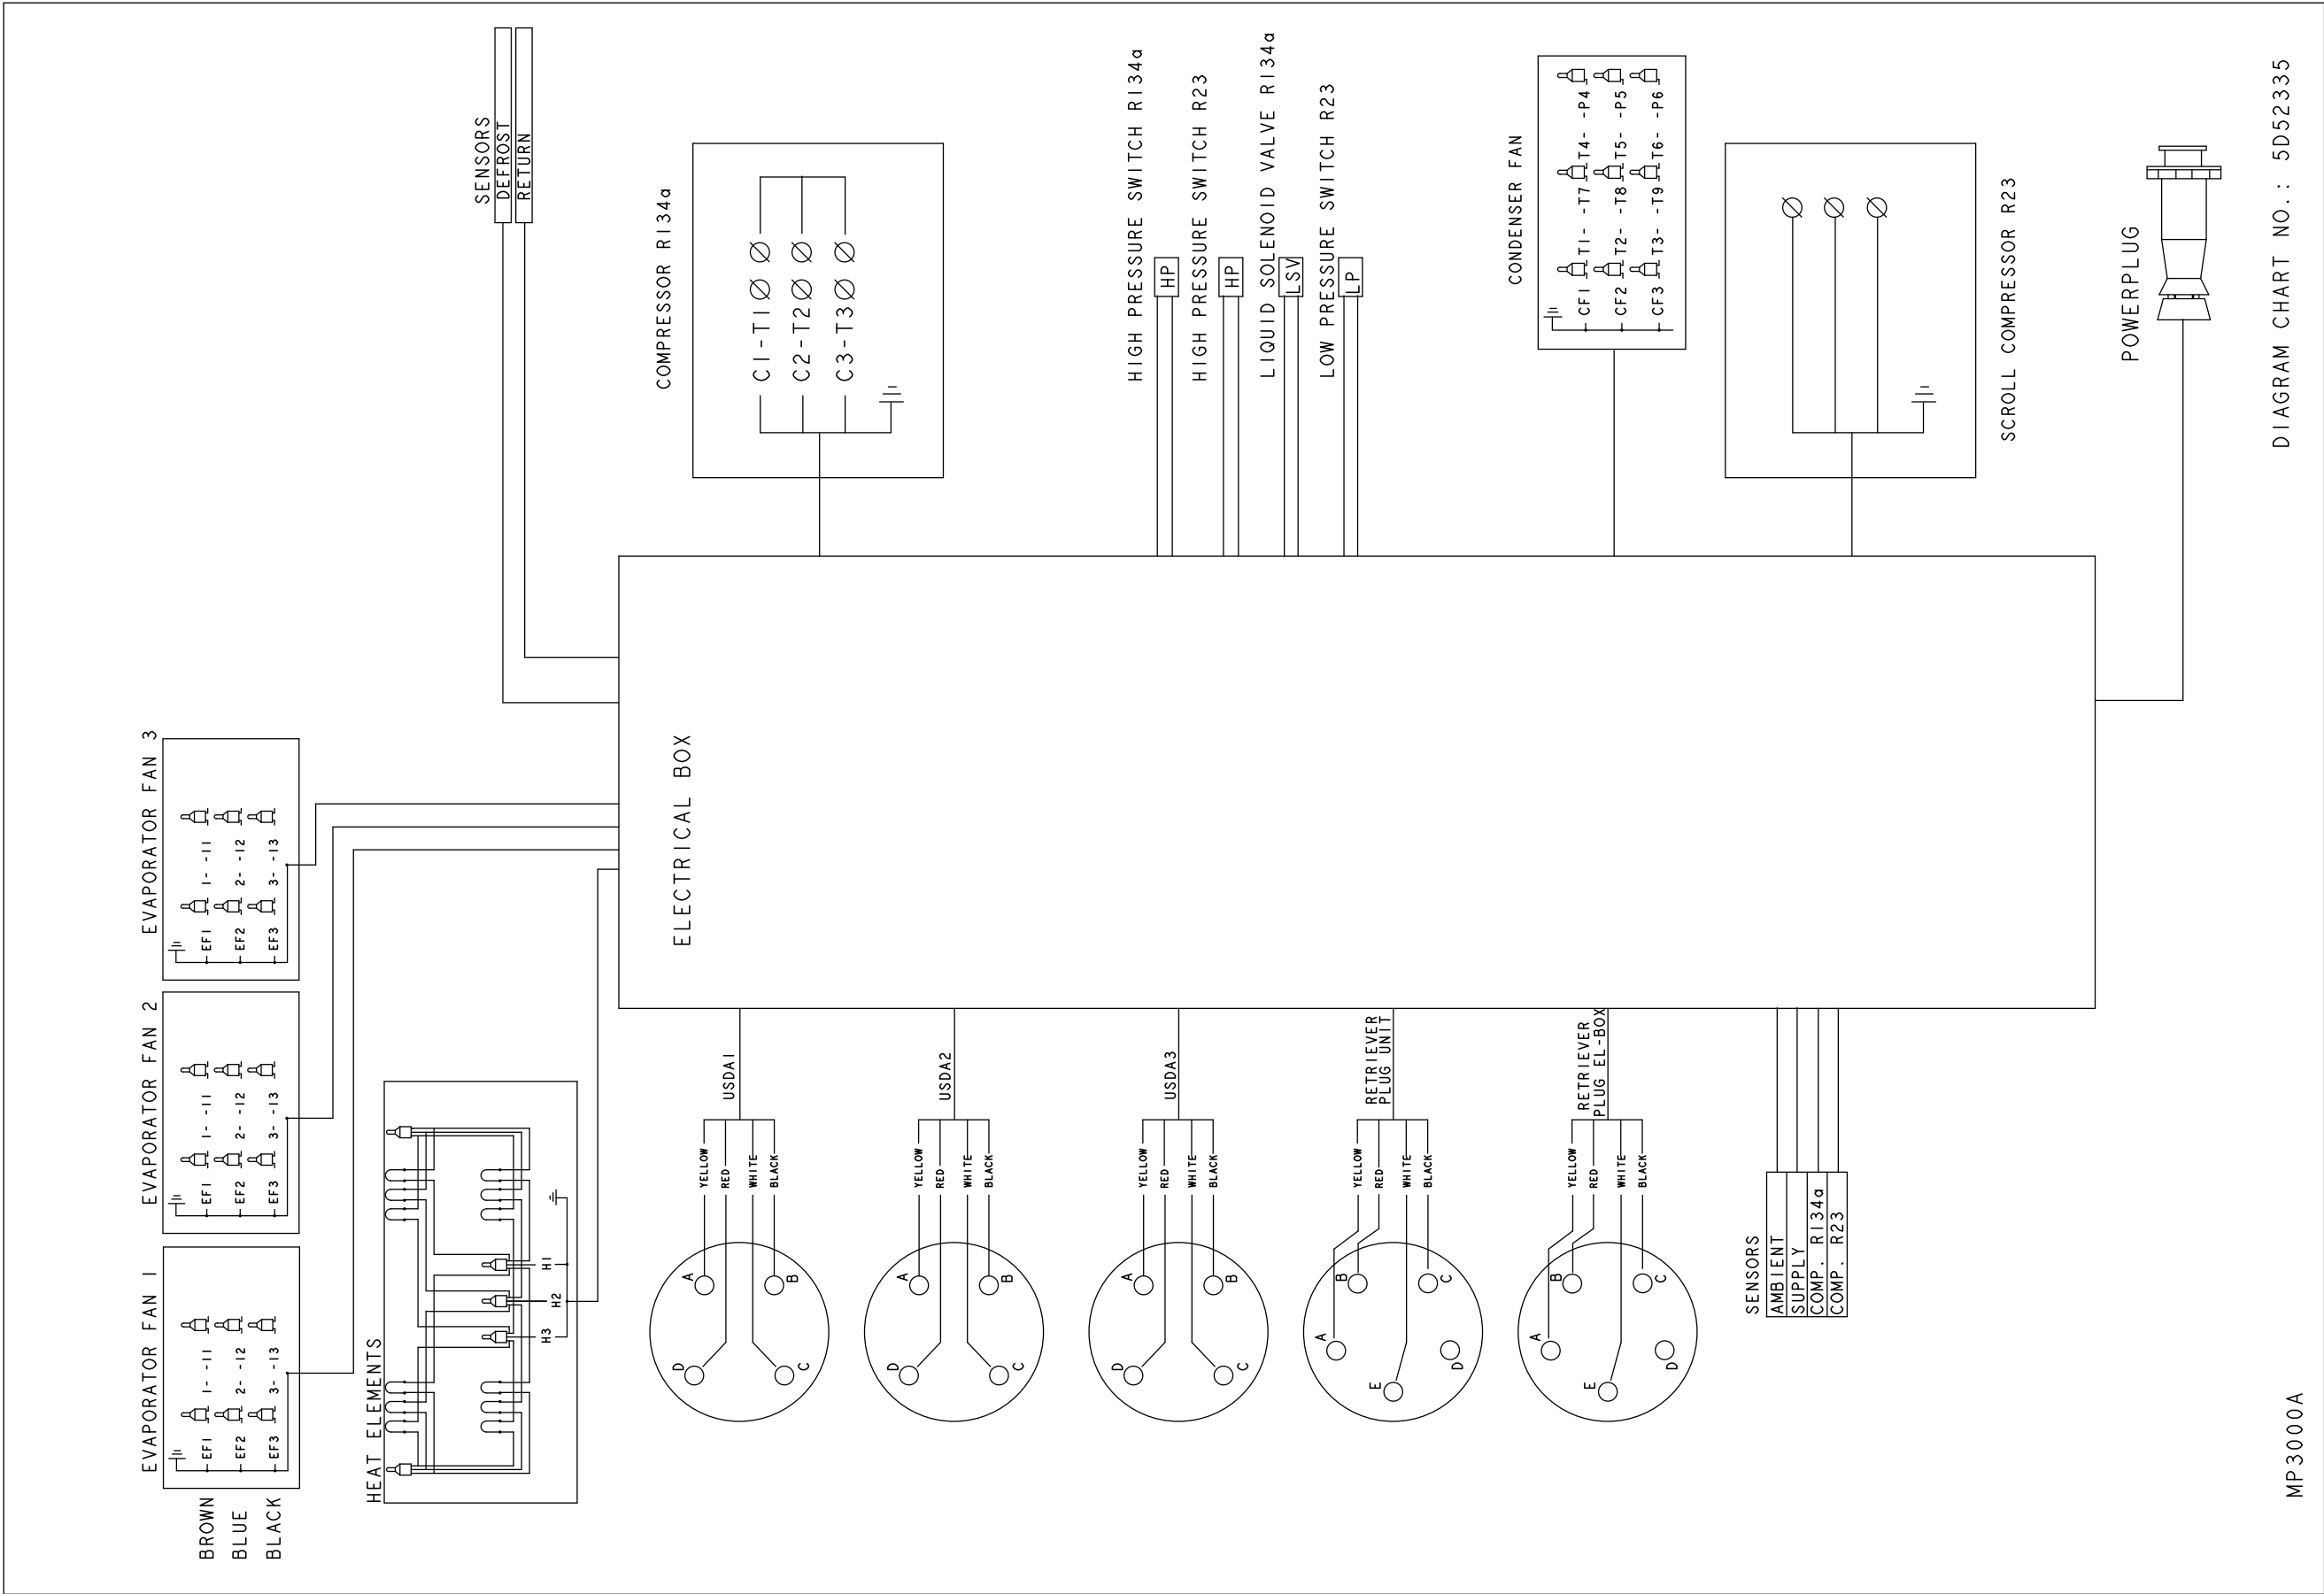 SENSORS
DEFROST
RETURN
COMPRESSOR R134a
C1-T1
C2-T2
C3-T3
HIGH PRESSURE SWITCH R134a
HP
HIGH PRESSURE SWITCH R23
HP
LIQUID SOLENOID VALVE R134a
LSV
LOW PRESSURE SWITCH R23
LP
CONDENSER FAN
CF1 T1- -T7 T4- -P4
CF2 T2- -T8 T5- -P5
CF3 T3- -T9 T6- -P6
SCROLL COMPRESSOR R23
POWERPLUG
DIAGRAM CHART NO.: 5D52335
EVAPORATOR FAN 3
EF1 1- -11
EF2 2- -12
EF3 3- -13
EVAPORATOR FAN 2
EF1 1- -11
EF2 2- -12
EF3 3- -13
EVAPORATOR FAN 1
EF1 1- -11
EF2 2- -12
EF3 3- -13
BROWN
BLUE
BLACK
HEAT ELEMENTS
H1
H2
H3
ELECTRICAL BOX
USDA1
YELLOW
RED
WHITE
BLACK
A
B
D
C
USDA2
YELLOW
RED
WHITE
BLACK
A
B
D
C
USDA3
YELLOW
RED
WHITE
BLACK
A
B
D
C
RETRIEVER
PLUG UNIT
YELLOW
RED
WHITE
BLACK
B
C
A
D
E
RETRIEVER
PLUG EL-BOX
YELLOW
RED
WHITE
BLACK
B
C
A
D
E
SENSORS
AMBIENT
SUPPLY
COMP. R134a
COMP. R23
MP3000A